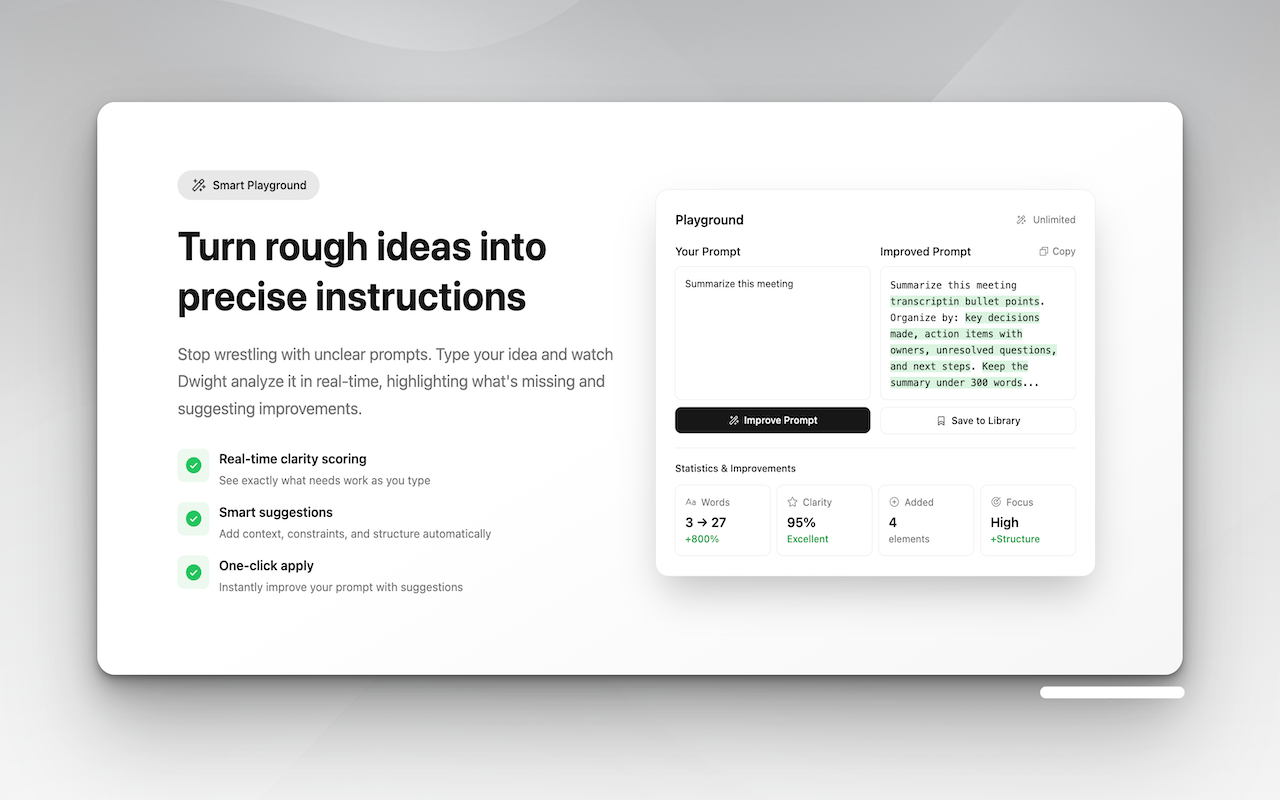 Smart Playground
Turn rough ideas into
precise instructions
Stop wrestling with unclear prompts. Type your idea and watch
Dwight analyze it in real-time, highlighting what's missing and
suggesting improvements.
Real-time clarity scoring
See exactly what needs work as you type
Smart suggestions
Add context, constraints, and structure automatically
One-click apply
Instantly improve your prompt with suggestions
Playground
Unlimited
Your Prompt
Summarize this meeting
Improve Prompt
Improved Prompt
Copy
Summarize this meeting
transcriptin bullet points.
Organize by: key decisions
made, action items with
owners, unresolved questions,
and next steps. Keep the
summary under 300 words...
Save to Library
Statistics & Improvements
Aa Words
3 → 27
+800%
Clarity
95%
Excellent
Added
4
elements
Focus
High
+Structure